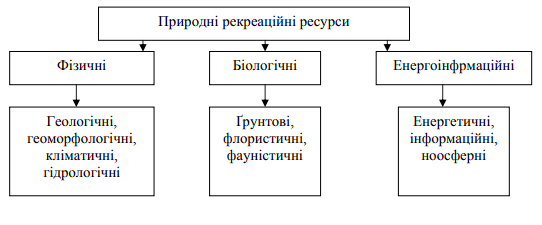 Природні рекреаційні ресурси
Фізичні
Біологічні
Енергоінфрмаційні
Геологічні,
геоморфологічні,
кліматичні,
гідрологічні
Ґрунтові,
флористичні,
фауністичні
Енергетичні,
інформаційні,
ноосферні